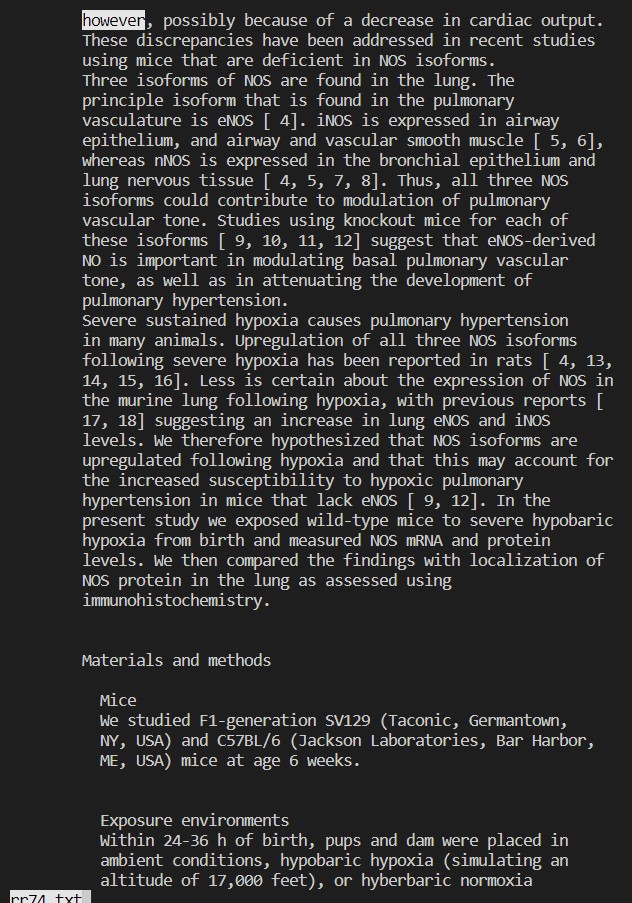 however, possibly because of a decrease in cardiac output.
These discrepancies have been addressed in recent studies
using mice that are deficient in NOS isoforms.
Three isoforms of NOS are found in the lung. The
principle isoform that is found in the pulmonary
vasculature is eNOS [ 4]. iNOS is expressed in airway
epithelium, and airway and vascular smooth muscle [ 5, 6],
whereas nNOS is expressed in the bronchial epithelium and
lung nervous tissue [ 4, 5, 7, 8]. Thus, all three NOS
isoforms could contribute to modulation of pulmonary
vascular tone. Studies using knockout mice for each of
these isoforms [ 9, 10, 11, 12] suggest that eNOS-derived
NO is important in modulating basal pulmonary vascular
tone, as well as in attenuating the development of
pulmonary hypertension.
Severe sustained hypoxia causes pulmonary hypertension
in many animals. Upregulation of all three NOS isoforms
following severe hypoxia has been reported in rats [ 4, 13,
14, 15, 16]. Less is certain about the expression of NOS in
the murine lung following hypoxia, with previous reports [
17, 18] suggesting an increase in lung eNOS and iNOS
levels. We therefore hypothesized that NOS isoforms are
upregulated following hypoxia and that this may account for
the increased susceptibility to hypoxic pulmonary
hypertension in mice that lack eNOS [ 9, 12]. In the
present study we exposed wild-type mice to severe hypobaric
hypoxia from birth and measured NOS mRNA and protein
levels. We then compared the findings with localization of
NOS protein in the lung as assessed using
immunohistochemistry.
Materials and methods
Mice
We studied F1-generation SV129 (Taconic, Germantown,
NY, USA) and C57BL/6 (Jackson Laboratories, Bar Harbor,
ME, USA) mice at age 6 weeks.
Exposure environments
Within 24-36 h of birth, pups and dam were placed in
ambient conditions, hypobaric hypoxia (simulating an
altitude of 17,000 feet), or hyberbaric normoxia
rr74.txt